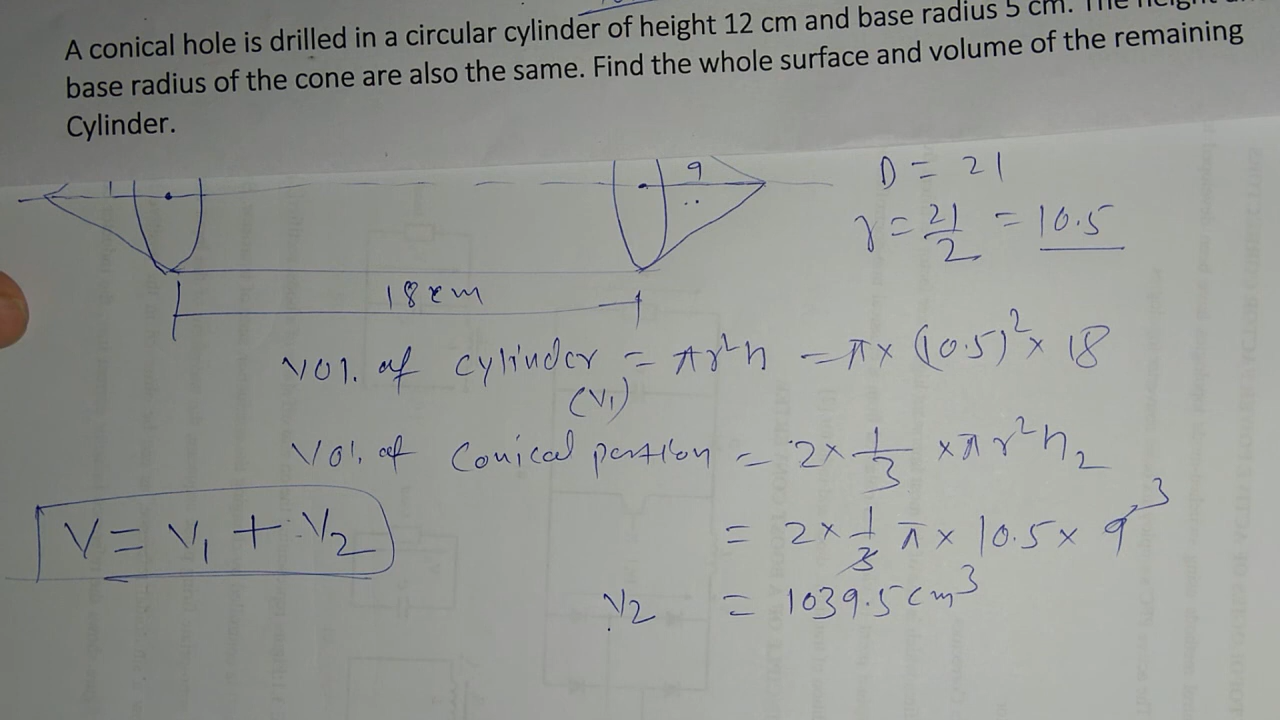 A conical hole is drilled in a circular cylinder of height 12 cm and base radius 5 cm. The height
base radius of the cone are also the same. Find the whole surface and volume of the remaining
Cylinder.
9
D = 21
r = 21/2 = 10.5
18 cm
Vol. of cylinder = πr²h = π × (10.5)² × 18
(V₁)
Vol. of Conical portion = 2 × 1/3 × π r² h₂
V = V₁ + V₂
= 2 × 1/3 π × 10.5 × 9 3
V₂ = 1039.5 cm³